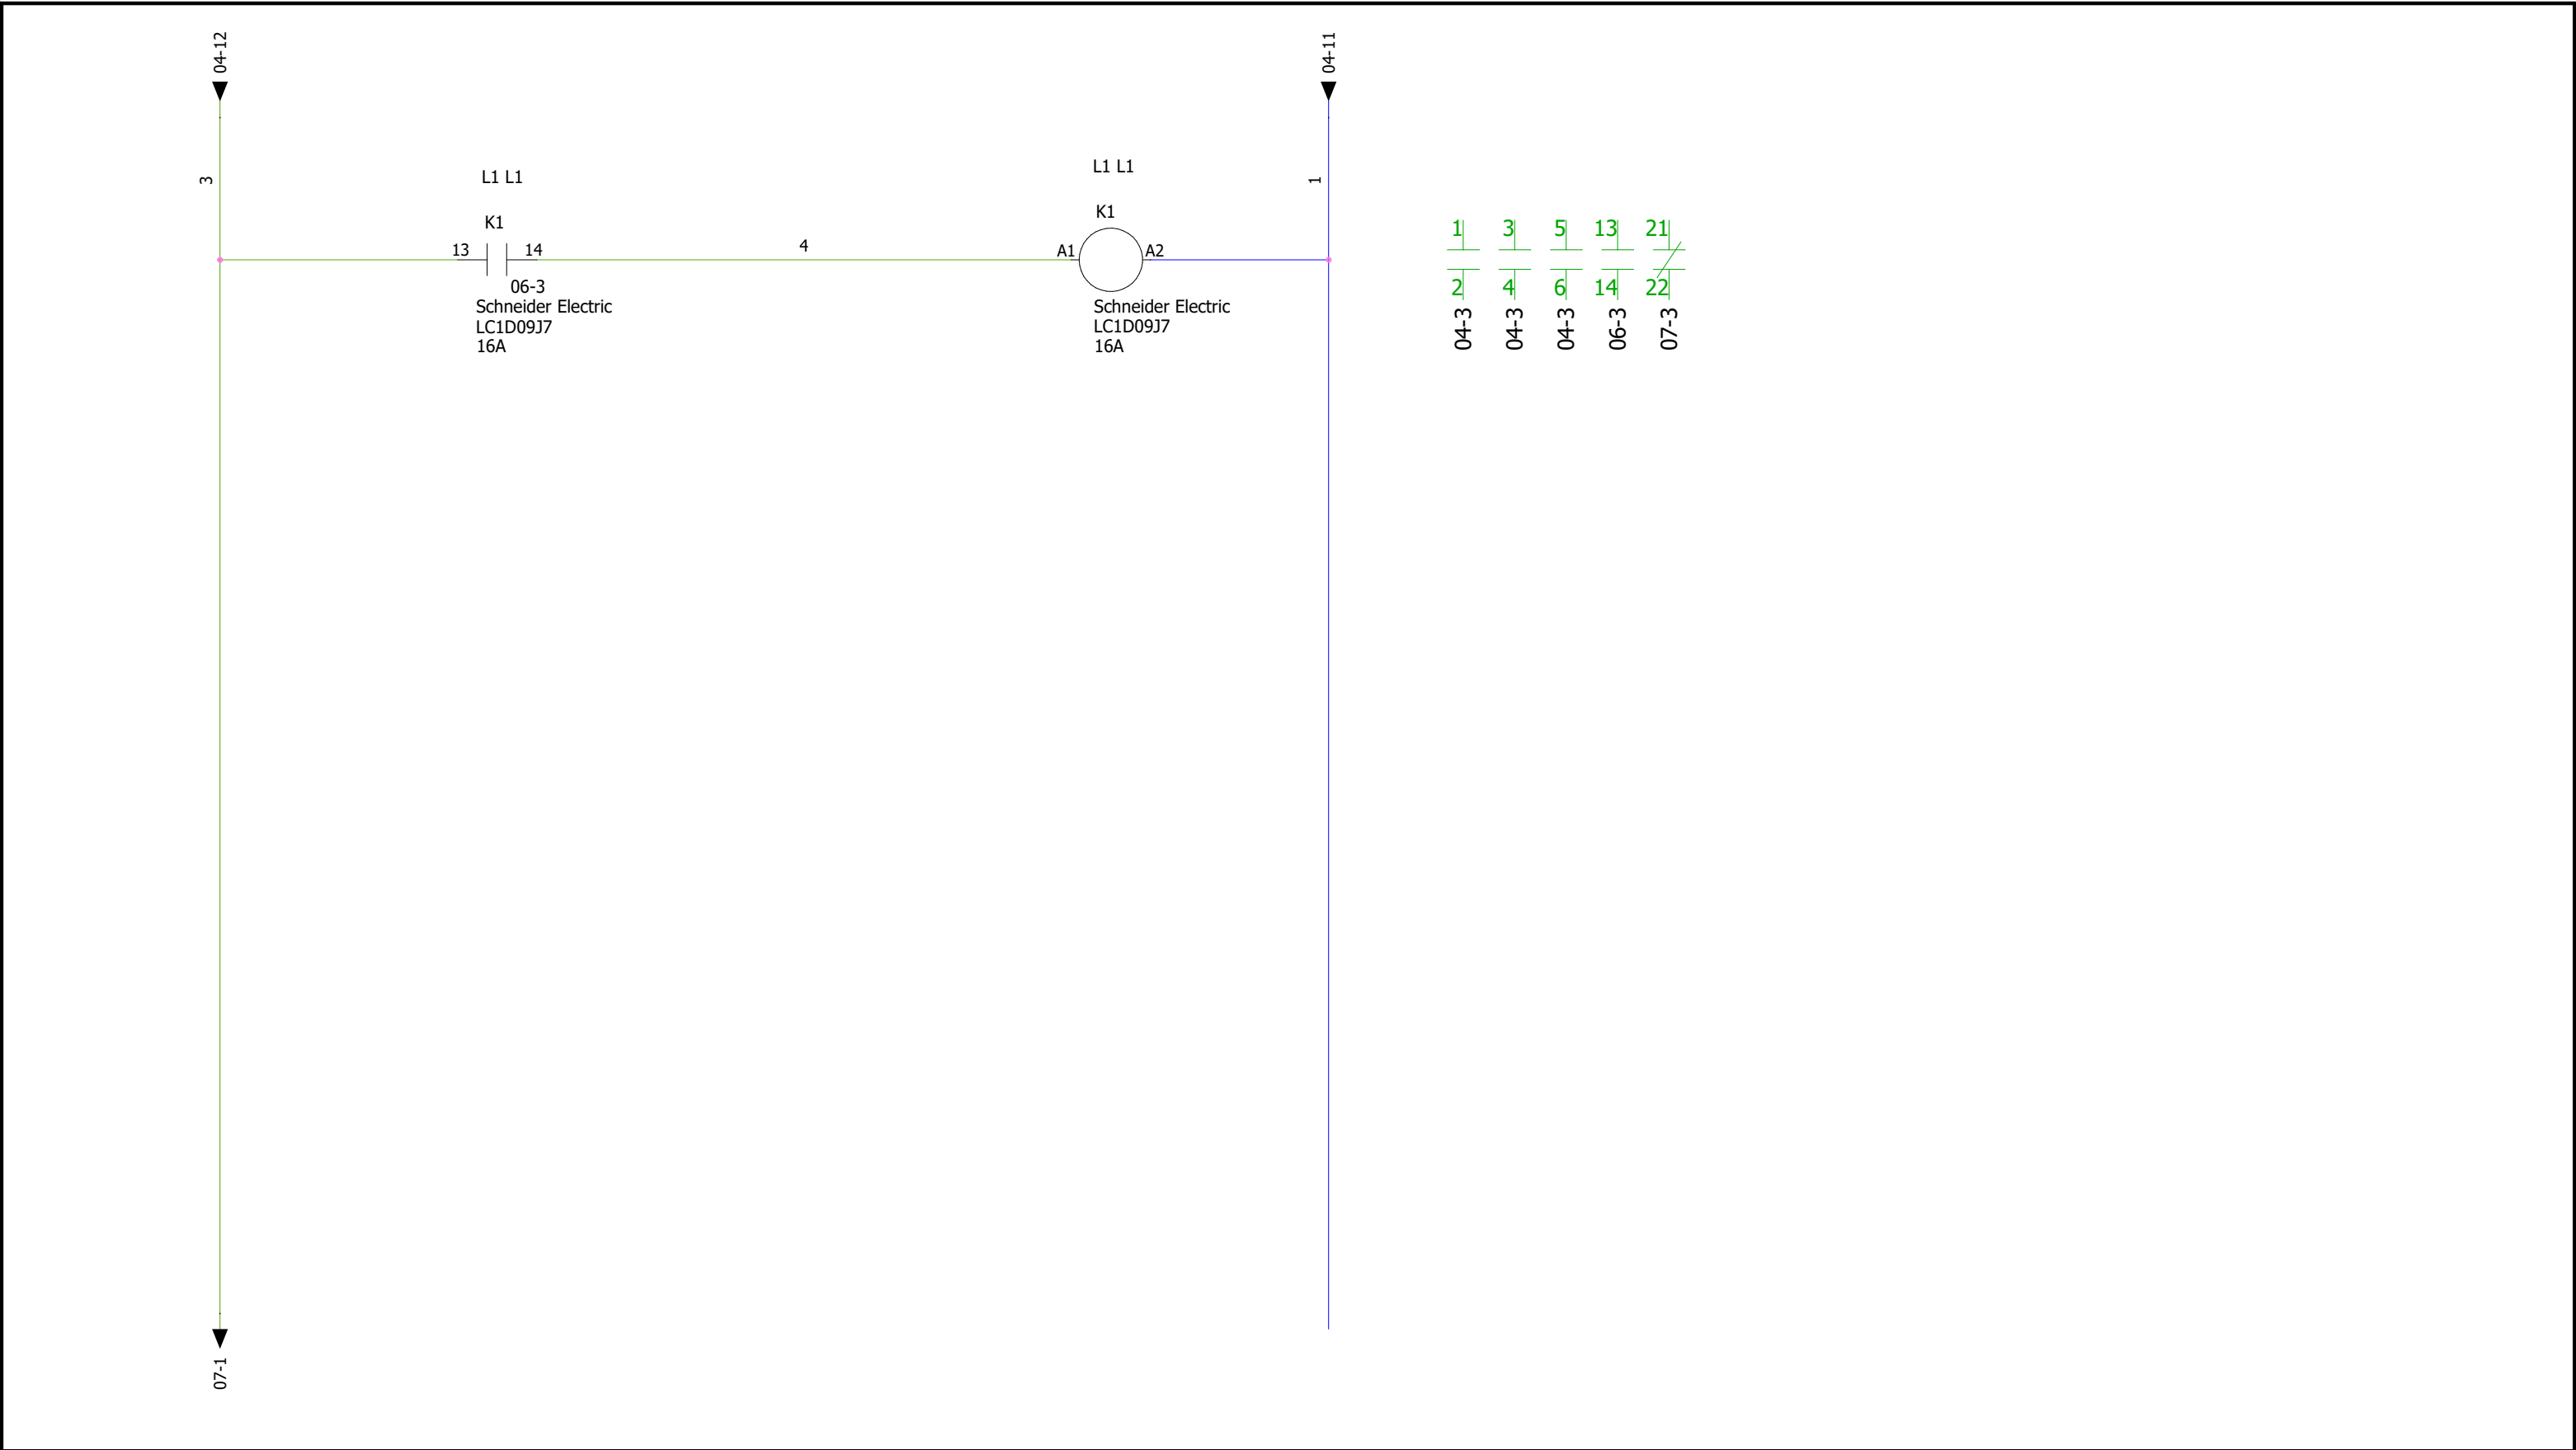 04-12
04-11
3
1
L1 L1
L1 L1
K1
K1
13
14
4
A1
A2
06-3
Schneider Electric
LC1D09J7
16A
Schneider Electric
LC1D09J7
16A
1
3
5
13
21
2
4
6
14
22
04-3
04-3
04-3
06-3
07-3
07-1